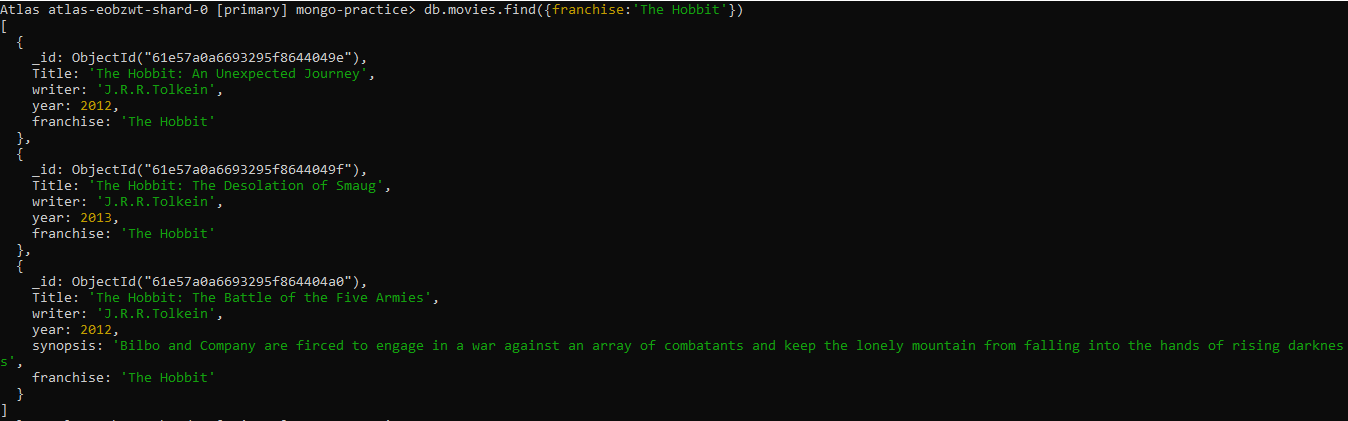 Atlas atlas-eobzwt-shard-0 [primary] mongo-practice> db.movies.find({franchise:'The Hobbit'})
[
  {
    _id: ObjectId("61e57a0a6693295f8644049e"),
    Title: 'The Hobbit: An Unexpected Journey',
    writer: 'J.R.R.Tolkein',
    year: 2012,
    franchise: 'The Hobbit'
  },
  {
    _id: ObjectId("61e57a0a6693295f8644049f"),
    Title: 'The Hobbit: The Desolation of Smaug',
    writer: 'J.R.R.Tolkein',
    year: 2013,
    franchise: 'The Hobbit'
  },
  {
    _id: ObjectId("61e57a0a6693295f864404a0"),
    Title: 'The Hobbit: The Battle of the Five Armies',
    writer: 'J.R.R.Tolkein',
    year: 2012,
    synopsis: 'Bilbo and Company are firced to engage in a war against an array of combatants and keep the lonely mountain from falling into the hands of rising darknes
s',
    franchise: 'The Hobbit'
  }
]